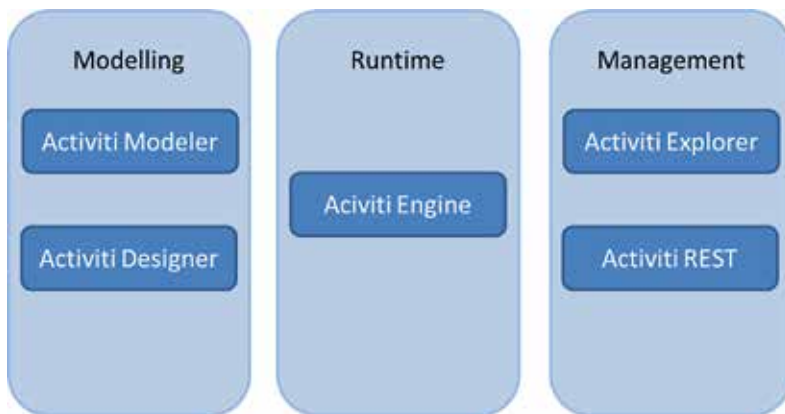 Modelling
Activiti Modeler
Activiti Designer
Runtime
Aciviti Engine
Management
Activiti Explorer
Activiti REST